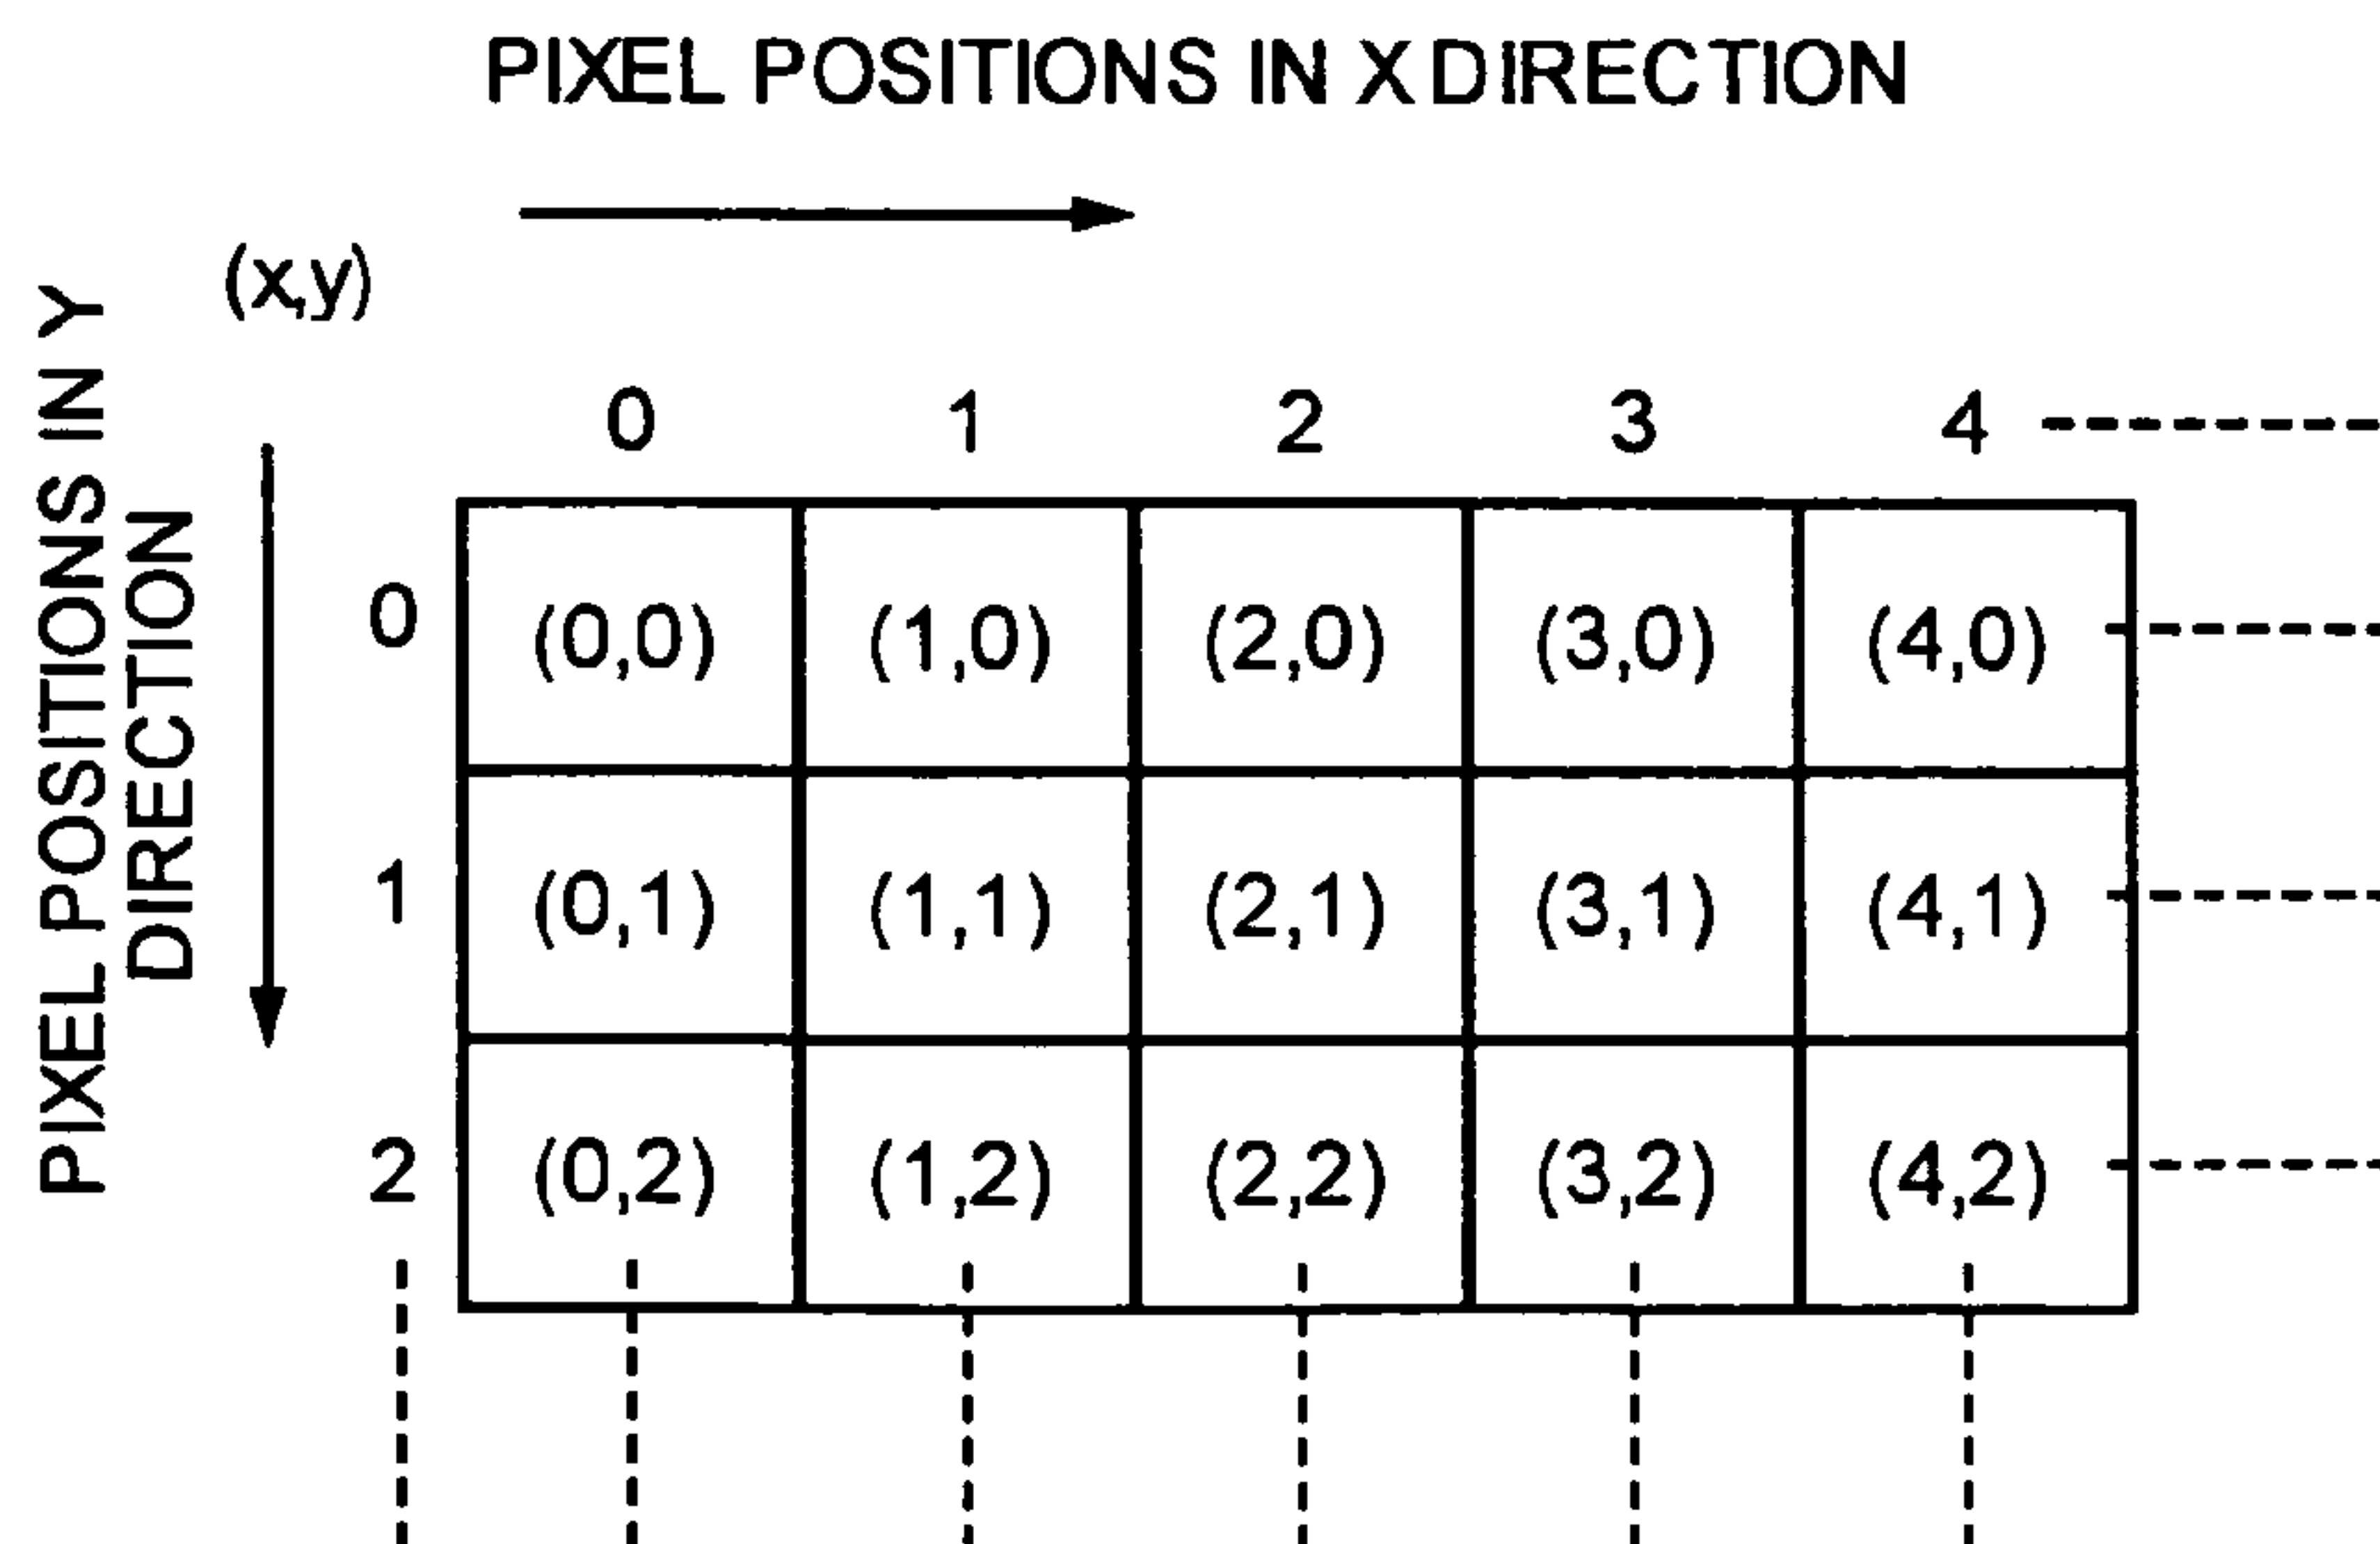 PIXEL POSITIONS IN X DIRECTION
(x,y)
PIXEL POSITIONS IN Y
DIRECTION
0 1 2 3 4
0 (0,0) (1,0) (2,0) (3,0) (4,0)
1 (0,1) (1,1) (2,1) (3,1) (4,1)
2 (0,2) (1,2) (2,2) (3,2) (4,2)